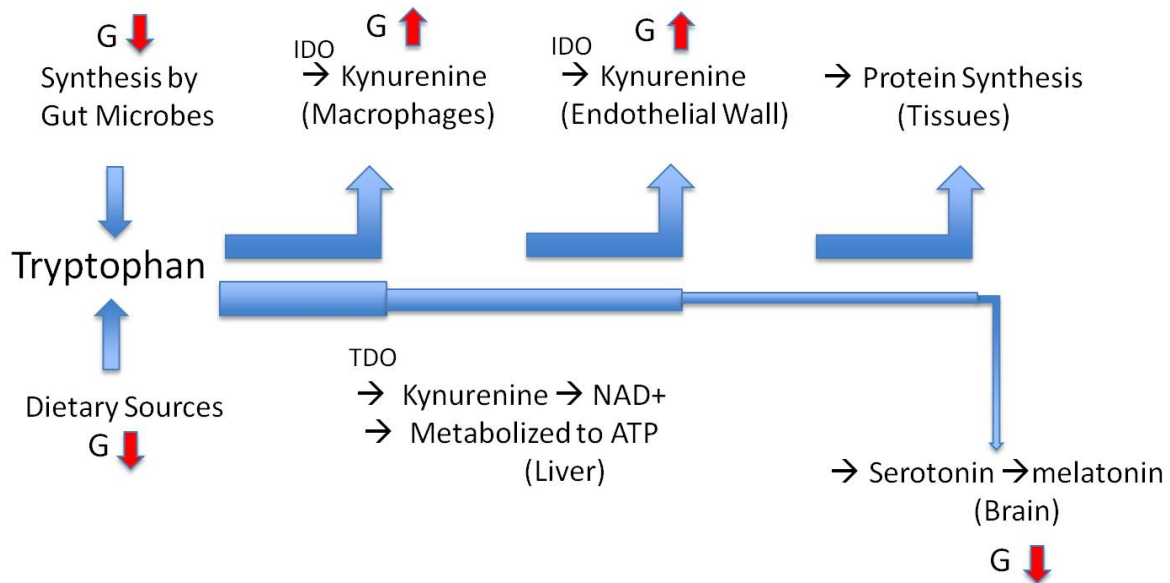 G
Synthesis by
Gut Microbes
G
IDO
→ Kynurenine
(Macrophages)
G
IDO
→ Kynurenine
(Endothelial Wall)
→ Protein Synthesis
(Tissues)
Tryptophan
Dietary Sources
G
TDO
→ Kynurenine → NAD+
→ Metabolized to ATP
(Liver)
→ Serotonin →melatonin
(Brain)
G